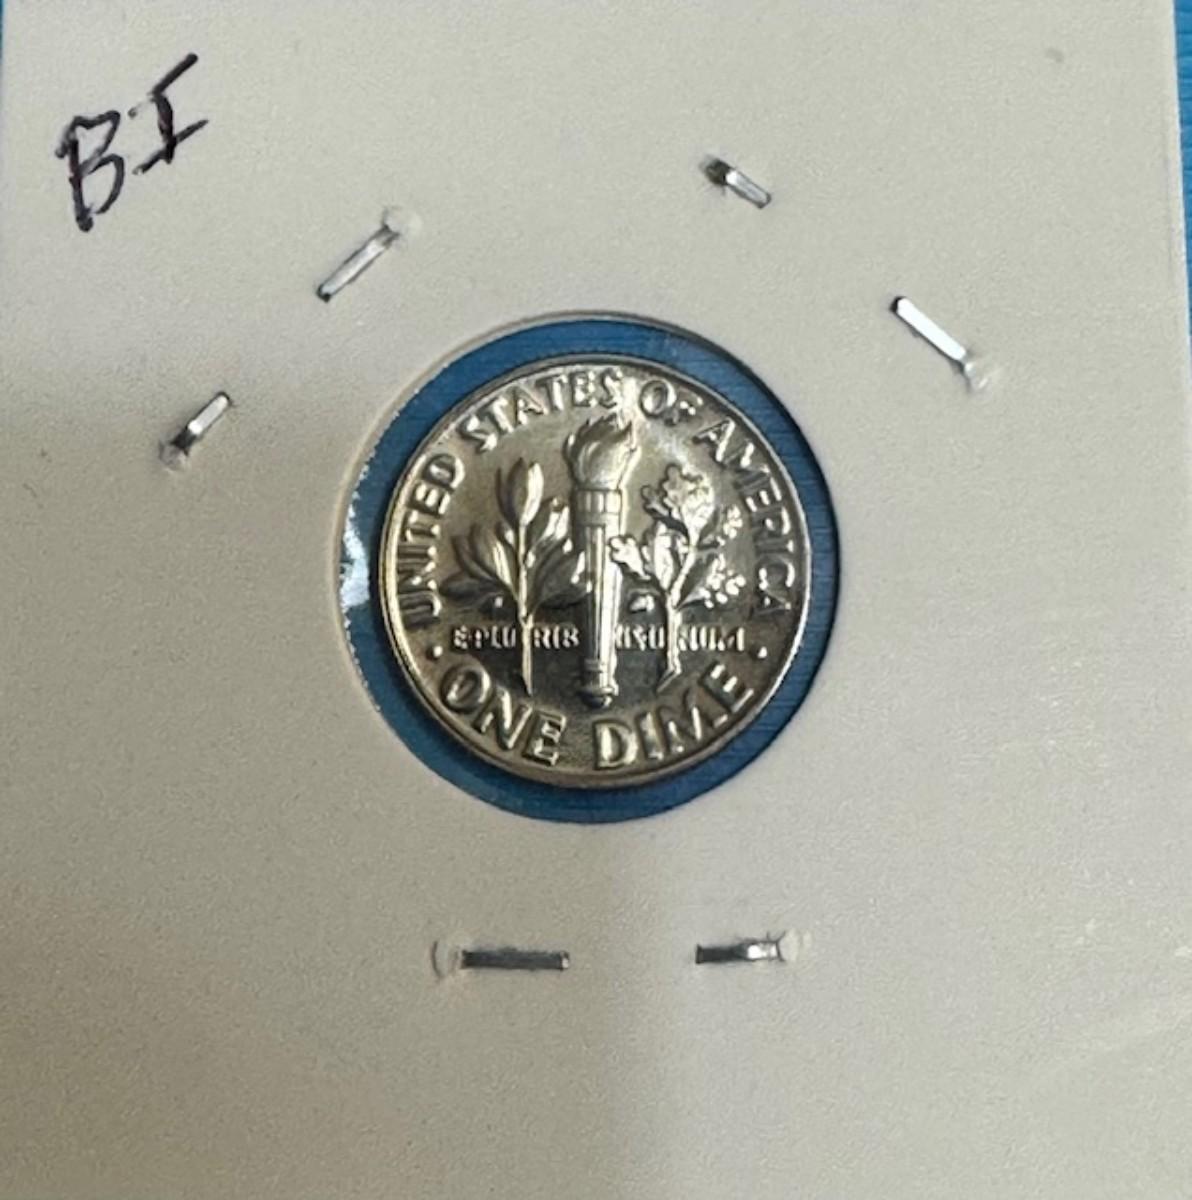 BI
UNITED STATES OF AMERICA
E PLURIBUS UNUM
· ONE DIME ·